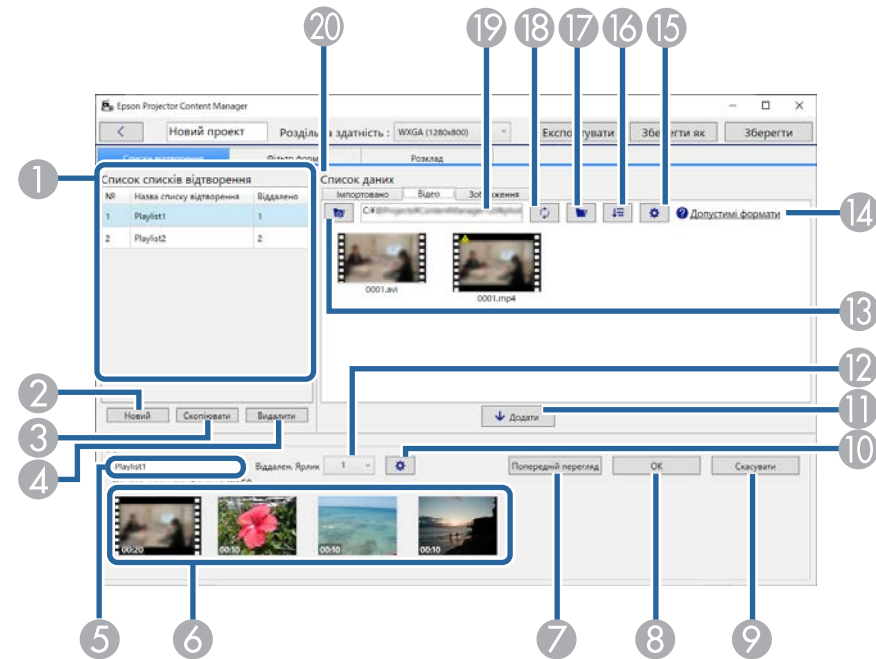 20 19 18 17 16 15
Epson Projector Content Manager
Новий проект Роздільна здатність : WXGA (1280x800) Експортувати Зберегти як Зберегти
Списки відтворення Фільтр форм Розклад
1
Список списків відтворення Список даних
№ Назва списку відтворення Віддалено Імпортовано Відео Зображення
1 Playlist1 1
2 Playlist2 2
Допустимі формати 14
0001.avi 0001.mp4
13
12
2 Новий Скопіювати Видалити Додати 11
3
4
Playlist1 Віддален. Ярлик 1 Попередній перегляд OK Скасувати 10
00:20 00:10 00:10 00:10
5 6 7 8 9